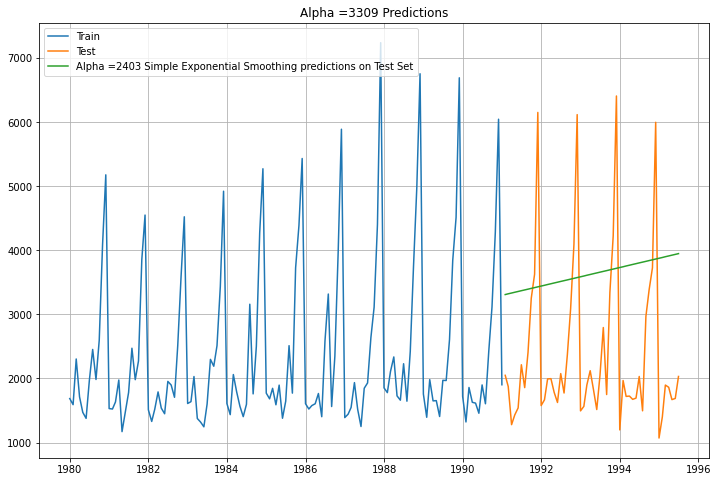 Alpha =3309 Predictions
Train
Test
Alpha =2403 Simple Exponential Smoothing predictions on Test Set
7000
6000
5000
4000
3000
2000
1000
1980 1982 1984 1986 1988 1990 1992 1994 1996